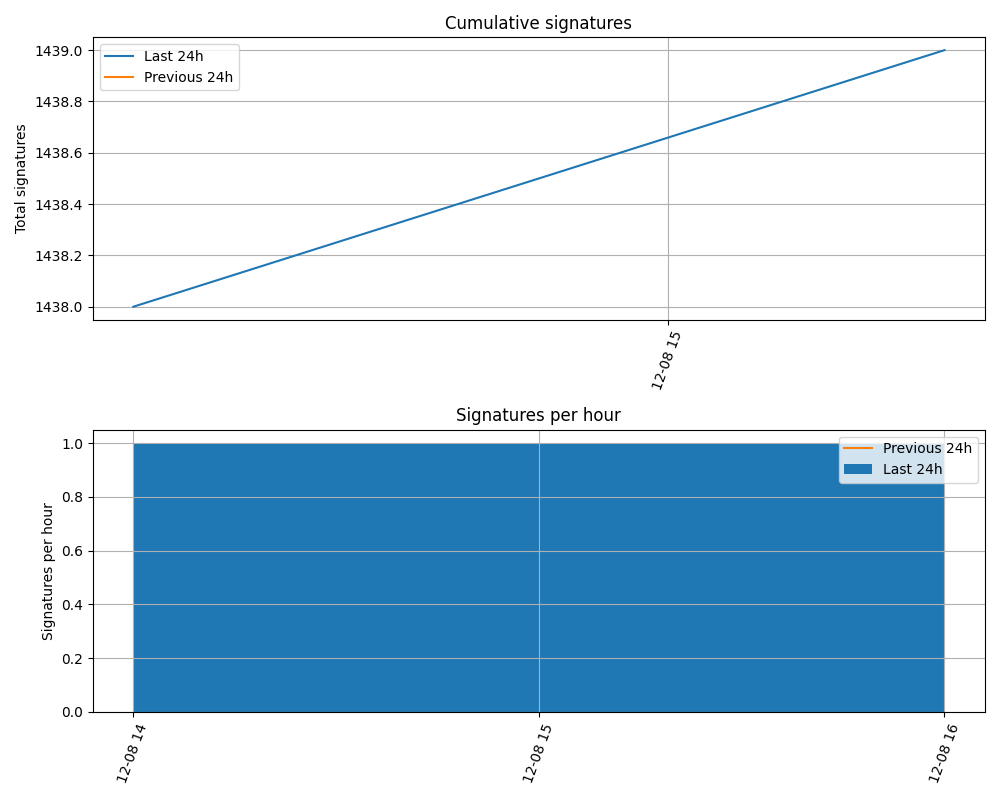 Cumulative signatures
Last 24h
Previous 24h
Total signatures
1439.0
1438.8
1438.6
1438.4
1438.2
1438.0
12-08 15
Signatures per hour
Previous 24h
Last 24h
Signatures per hour
1.0
0.8
0.6
0.4
0.2
0.0
12-08 14
12-08 15
12-08 16